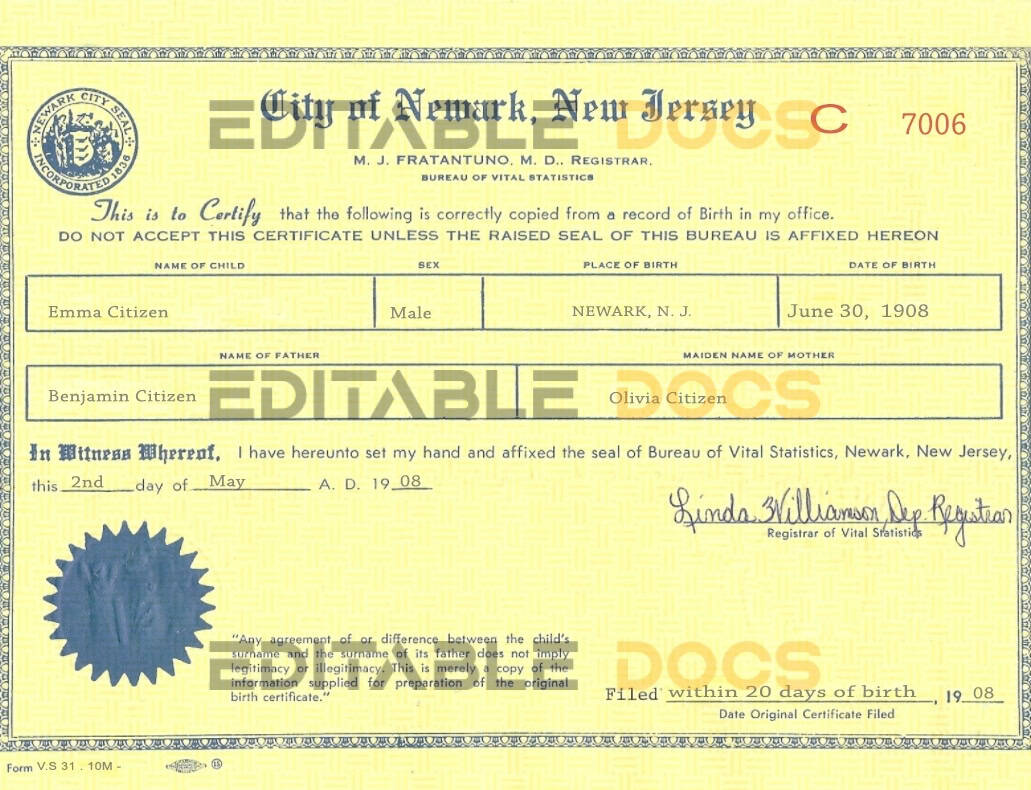 City of Newark, New Jersey
C 7006
NEWARK CITY SEAL
INCORPORATED 1836
M. J. FRATANTUNO, M. D., REGISTRAR,
BUREAU OF VITAL STATISTICS
EDITABLE DOCS
This is to Certify that the following is correctly copied from a record of Birth in my office.
DO NOT ACCEPT THIS CERTIFICATE UNLESS THE RAISED SEAL OF THIS BUREAU IS AFFIXED HEREON
NAME OF CHILD SEX PLACE OF BIRTH DATE OF BIRTH
Emma Citizen Male NEWARK, N. J. June 30, 1908
NAME OF FATHER MAIDEN NAME OF MOTHER
Benjamin Citizen Olivia Citizen
EDITABLE DOCS
In Witness Whereof, I have hereunto set my hand and affixed the seal of Bureau of Vital Statistics, Newark, New Jersey,
this 2nd day of May A. D. 19 08
Linda Williamson, Dep. Registrar
Registrar of Vital Statistics
"Any agreement of or difference between the child's
surname and the surname of its father does not imply
legitimacy or illegitimacy. This is merely a copy of the
information supplied for preparation of the original
birth certificate."
EDITABLE DOCS
Filed within 20 days of birth, 19 08
Date Original Certificate Filed
Form V.S 31 . 10M -